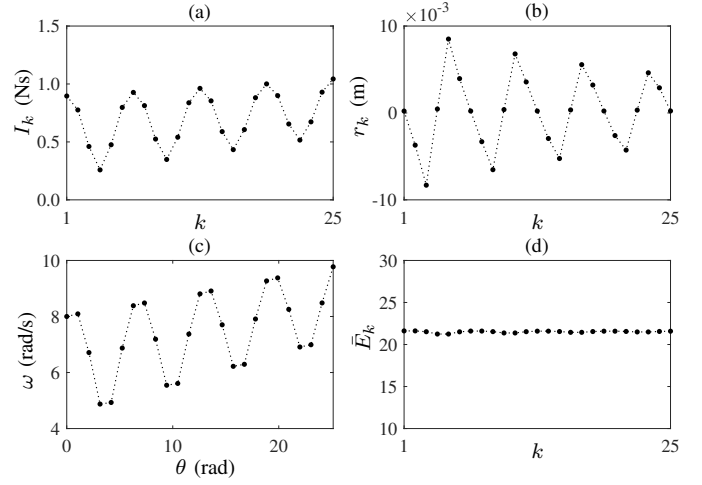 (a)
1.5
1.0
0.5
0.0
I_k (Ns)
1
k
25
(b)
×10⁻³
10
0
-10
r_k (m)
1
k
25
(c)
10
8
6
4
ω (rad/s)
0
10
20
θ (rad)
(d)
30
25
20
15
10
Ē_k
1
k
25